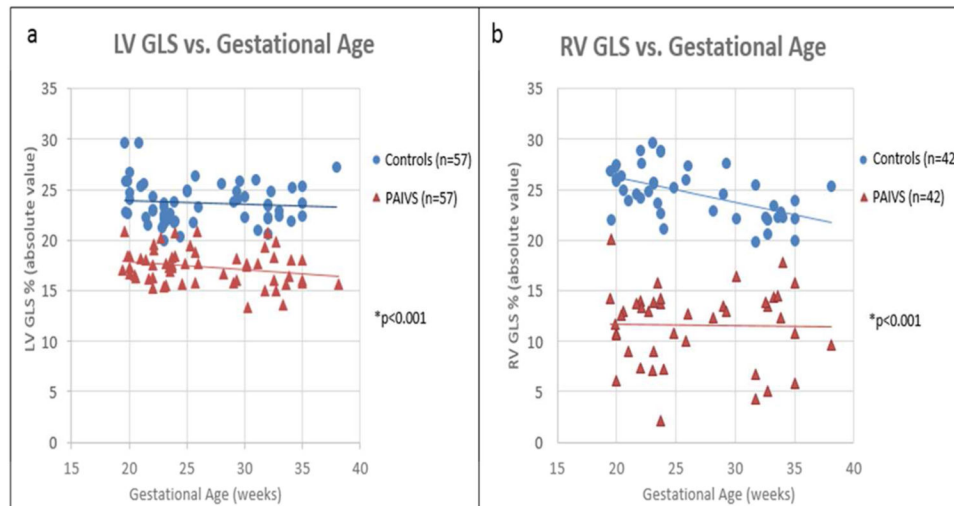 a
LV GLS vs. Gestational Age
LV GLS % (absolute value)
35
30
25
20
15
10
5
0
15
20
25
30
35
40
Gestational Age (weeks)
Controls (n=57)
PAIVS (n=57)
*p<0.001
b
RV GLS vs. Gestational Age
RV GLS % (absolute value)
35
30
25
20
15
10
5
0
15
20
25
30
35
40
Gestational Age (weeks)
Controls (n=42
PAIVS (n=42)
*p<0.001